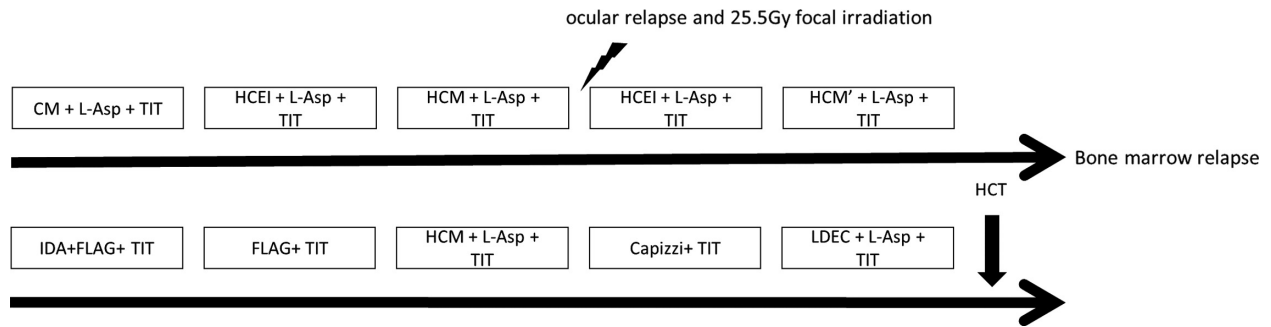 ocular relapse and 25.5Gy focal irradiation
CM + L-Asp + TIT
HCEI + L-Asp +
TIT
HCM + L-Asp +
TIT
HCEI + L-Asp +
TIT
HCM’ + L-Asp +
TIT
Bone marrow relapse
HCT
IDA+FLAG+ TIT
FLAG+ TIT
HCM + L-Asp +
TIT
Capizzi+ TIT
LDEC + L-Asp +
TIT